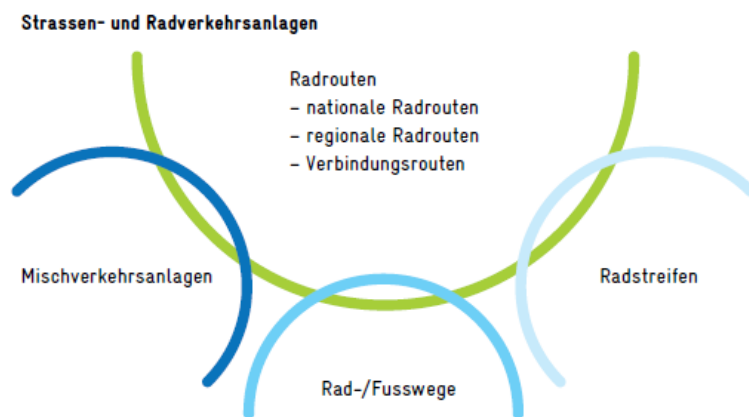 Strassen- und Radverkehrsanlagen
Radrouten
– nationale Radrouten
– regionale Radrouten
– Verbindungsrouten
Mischverkehrsanlagen
Radstreifen
Rad-/Fusswege